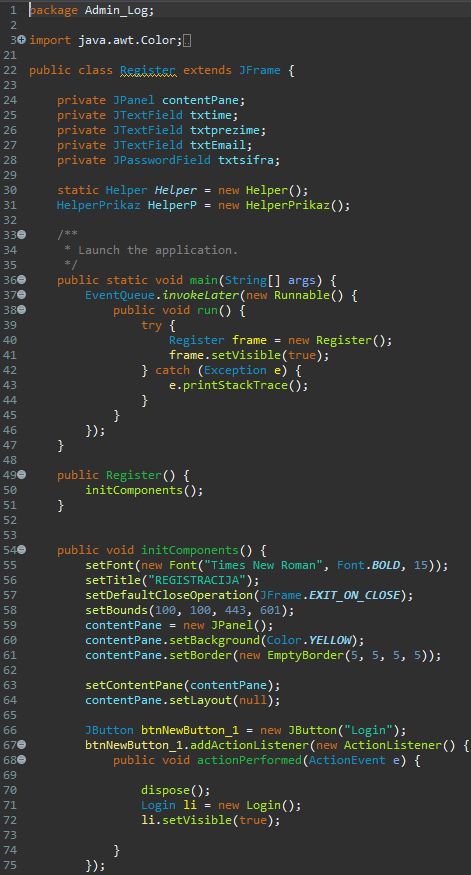 1 package Admin_Log;
2
3 import java.awt.Color;
21
22 public class Register extends JFrame {
23
24     private JPanel contentPane;
25     private JTextField txtime;
26     private JTextField txtprezime;
27     private JTextField txtEmail;
28     private JPasswordField txtsifra;
29
30     static Helper Helper = new Helper();
31     HelperPrikaz HelperP = new HelperPrikaz();
32
33     /**
34      * Launch the application.
35      */
36     public static void main(String[] args) {
37         EventQueue.invokeLater(new Runnable() {
38             public void run() {
39                 try {
40                     Register frame = new Register();
41                     frame.setVisible(true);
42                 } catch (Exception e) {
43                     e.printStackTrace();
44                 }
45             }
46         });
47     }
48
49     public Register() {
50         initComponents();
51     }
52
53
54     public void initComponents() {
55         setFont(new Font("Times New Roman", Font.BOLD, 15));
56         setTitle("REGISTRACIJA");
57         setDefaultCloseOperation(JFrame.EXIT_ON_CLOSE);
58         setBounds(100, 100, 443, 601);
59         contentPane = new JPanel();
60         contentPane.setBackground(Color.YELLOW);
61         contentPane.setBorder(new EmptyBorder(5, 5, 5, 5));
62
63         setContentPane(contentPane);
64         contentPane.setLayout(null);
65
66         JButton btnNewButton_1 = new JButton("Login");
67         btnNewButton_1.addActionListener(new ActionListener() {
68             public void actionPerformed(ActionEvent e) {
69
70                 dispose();
71                 Login li = new Login();
72                 li.setVisible(true);
73
74             }
75         });